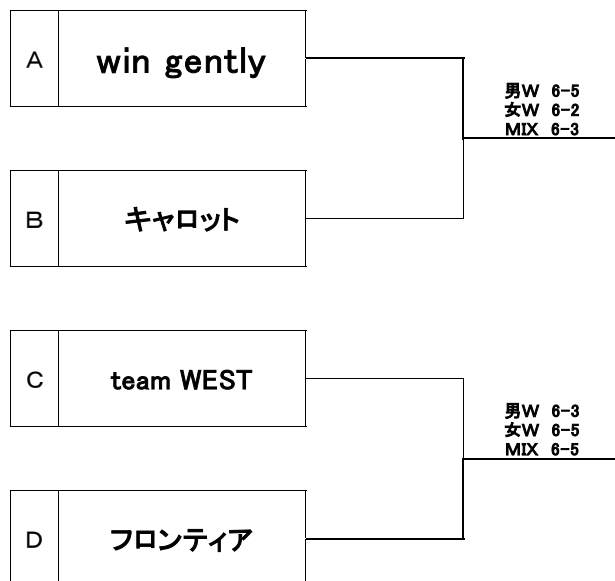 A
win gently
男W 6-5
女W 6-2
MIX 6-3
B
キャロット
C
team WEST
男W 6-3
女W 6-5
MIX 6-5
D
フロンティア